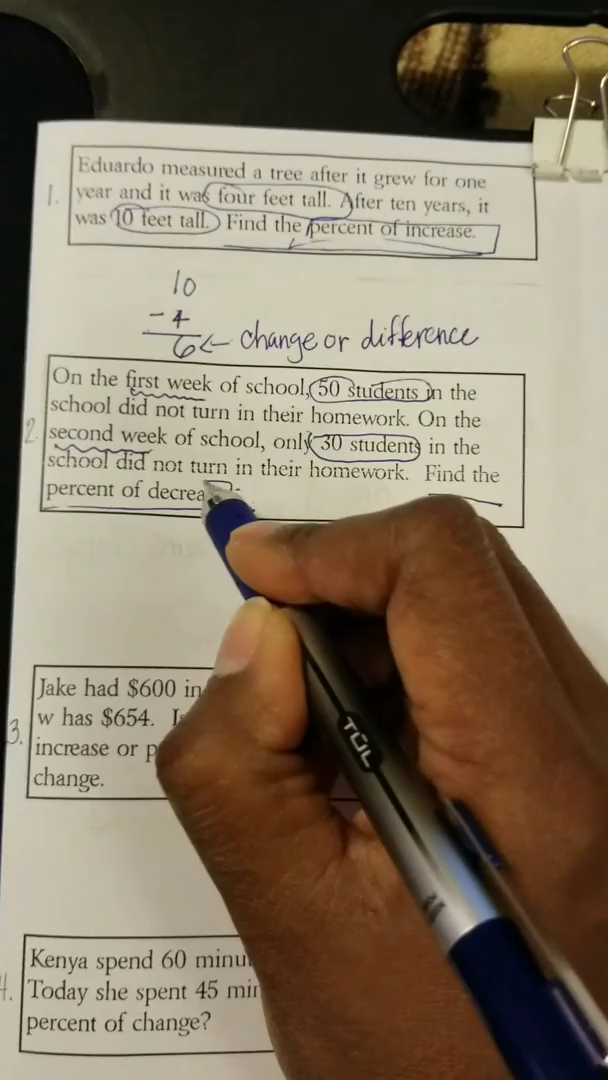 1.
Eduardo measured a tree after it grew for one
year and it was four feet tall. After ten years, it
was 10 feet tall. Find the percent of increase.
10
- 4
6 ← change or difference
2.
On the first week of school, 50 students in the
school did not turn in their homework. On the
second week of school, only 30 students in the
school did not turn in their homework. Find the
percent of decrea
3.
Jake had $600 in
w has $654.
increase or p
change.
4.
Kenya spend 60 minu
Today she spent 45 min
percent of change?
TUL